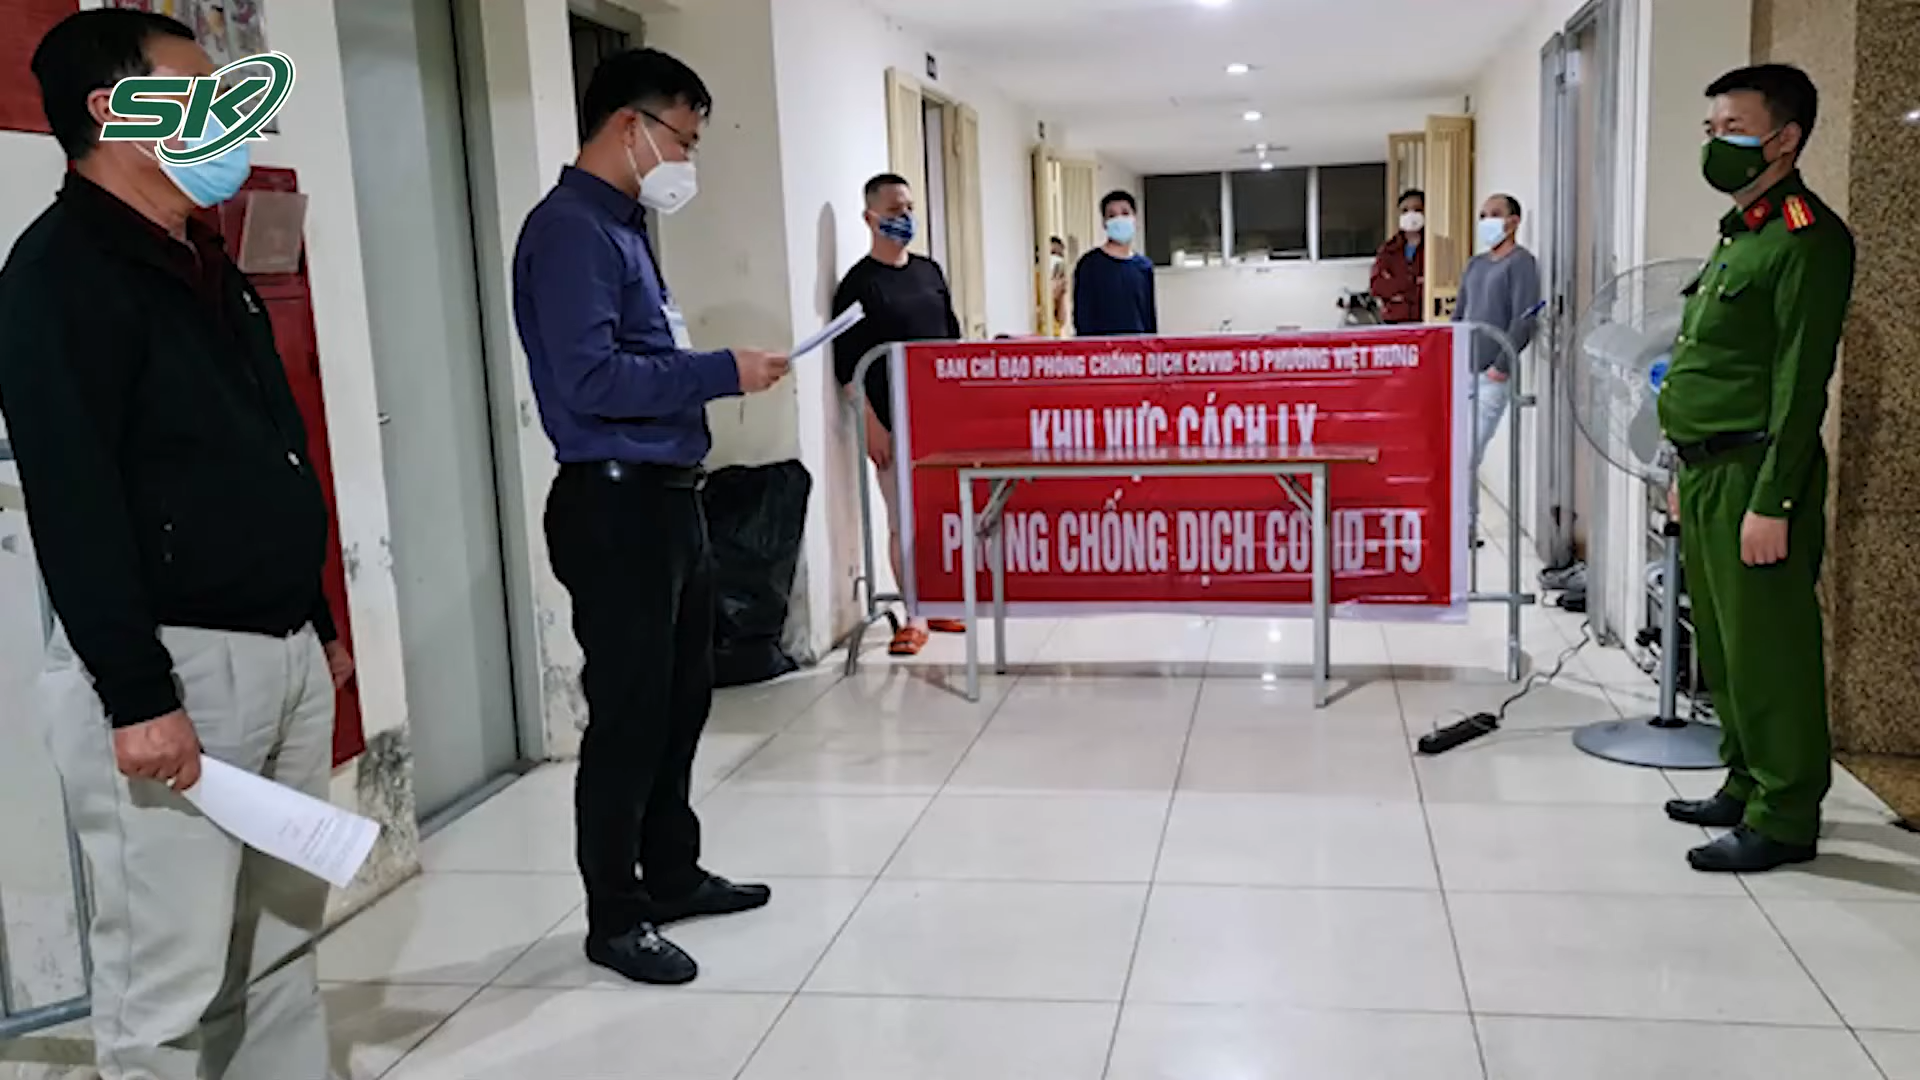 SK
BAN CHỈ ĐẠO PHÒNG CHỐNG DỊCH COVID-19 PHƯỜNG VIỆT HƯNG
KHU VỰC CÁCH LY
PHÒNG CHỐNG DỊCH COVID-19